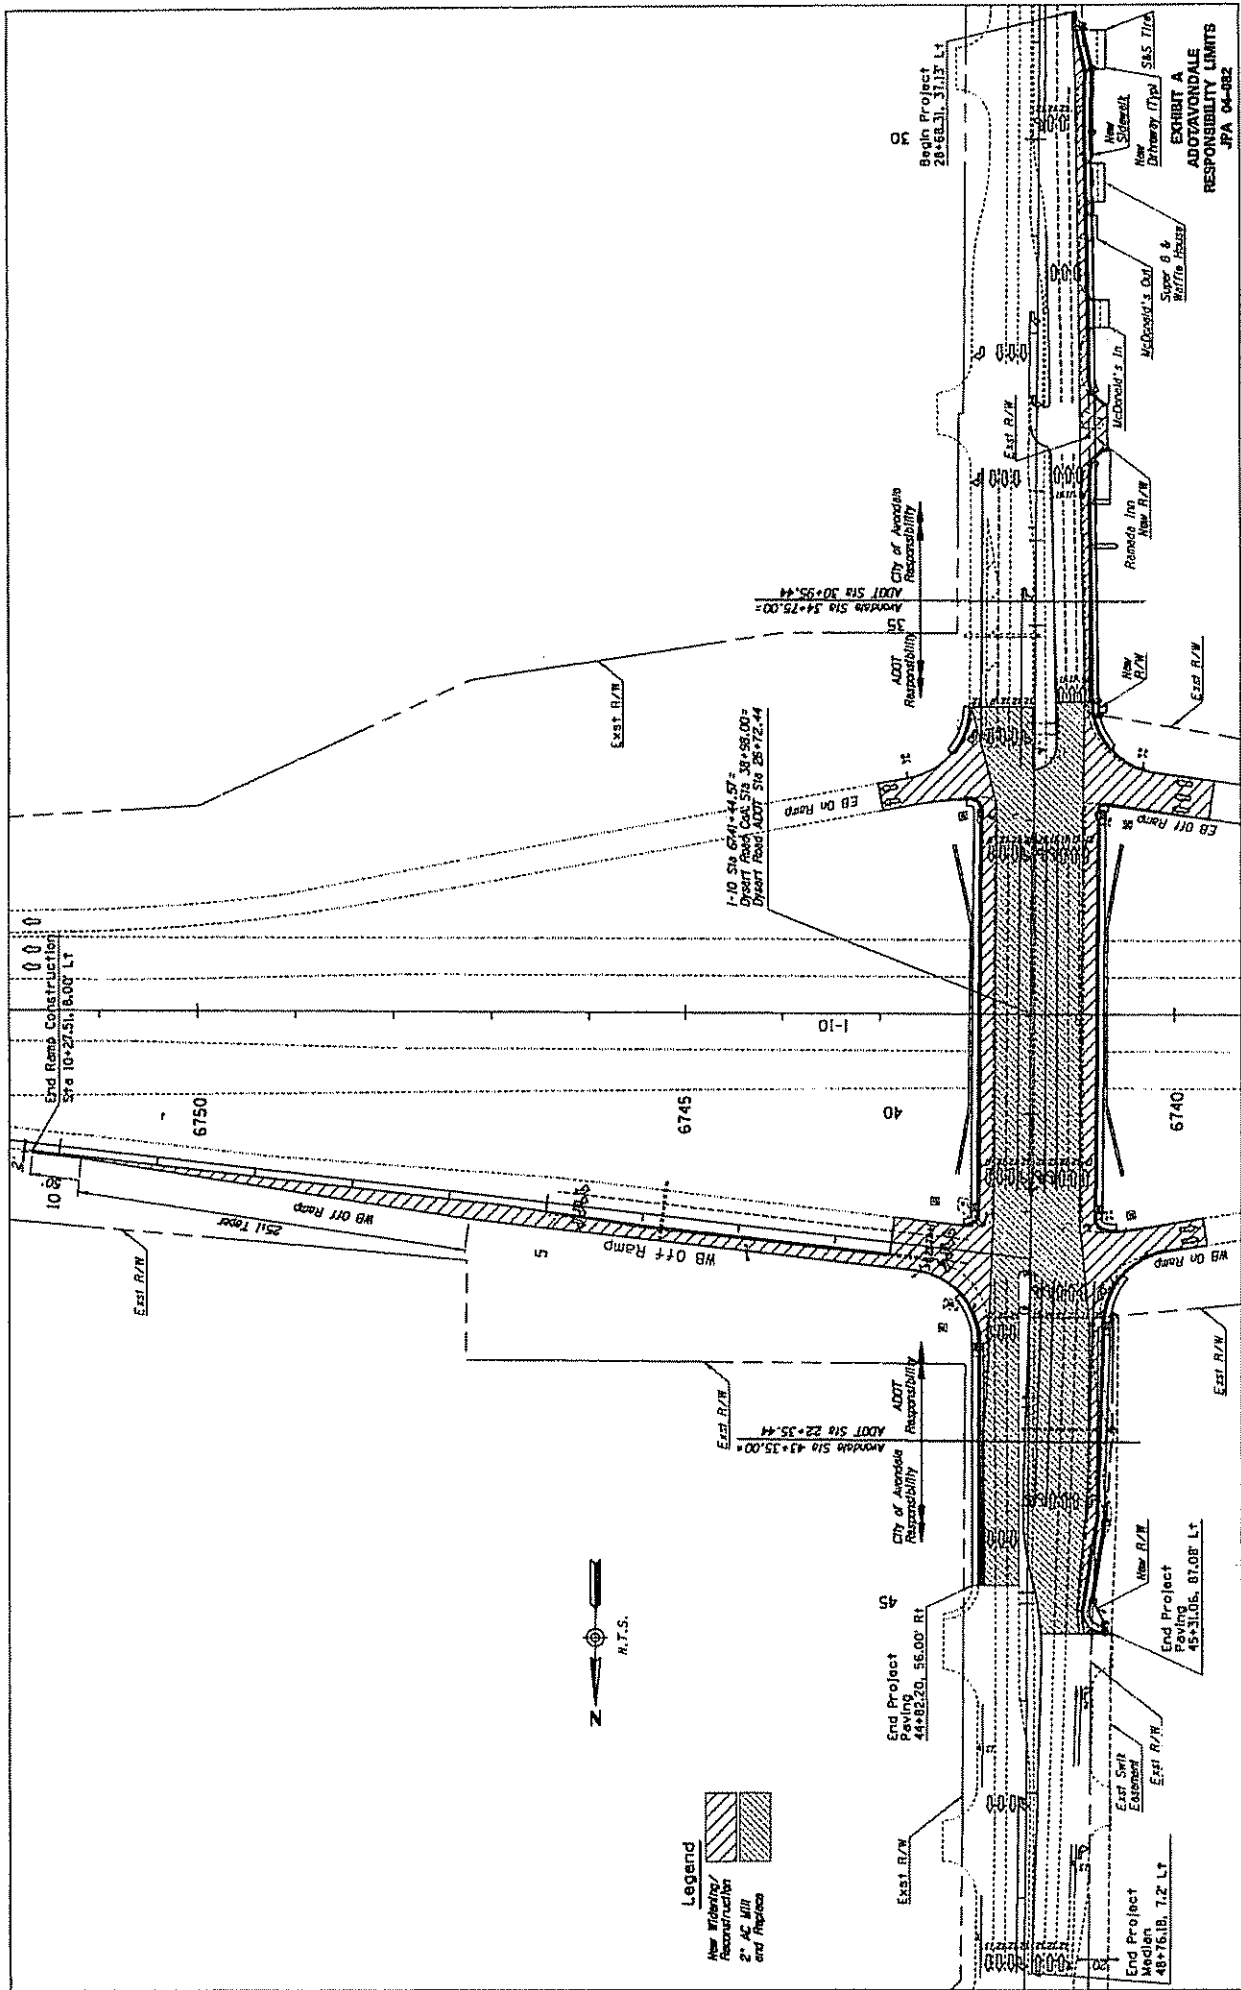 Begin Project
28+68.31, 37.13' Lt
30
S&S Tire
New
Sidewalk
New
Driveway (Typ)
EXHIBIT A
ADOT/AVONDALE
RESPONSIBILITY LIMITS
JPA 04-082
Super 8 &
Waffle House
McDonald's Out
McDonald's In
Exst R/W
Ramada Inn
New R/W
City of Avondale
Responsibility
ADOT
Responsibility
Avondale Sta 34+75.00=
ADOT Sta 30+95.44
35
New
R/W
Exst R/W
Exst R/W
EB On Ramp
EB Off Ramp
I-10 Sta 6741+44.57=
Dysart Road CoA Sta 38+98.00=
Dysart Road ADOT Sta 26+72.44
I-10
6750
6745
6740
40
End Ramp Construction
Sta 10+27.51, 18.00' Lt
2'
10
25:1 Taper
WB Off Ramp
5
WB Off Ramp
WB On Ramp
Exst R/W
Exst R/W
Exst R/W
ADOT
Responsibility
City of Avondale
Responsibility
Avondale Sta 43+35.00=
ADOT Sta 22+35.44
45
N
N.T.S.
End Project
Paving
44+82.20, 56.00' Rt
New R/W
End Project
Paving
45+31.06, 87.08' Lt
Exst R/W
Exst R/W
Exst Swlk
Easement
Legend
New Widening/
Reconstruction
2" AC Mill
and Replace
End Project
Median
48+76.18, 7.2' Lt